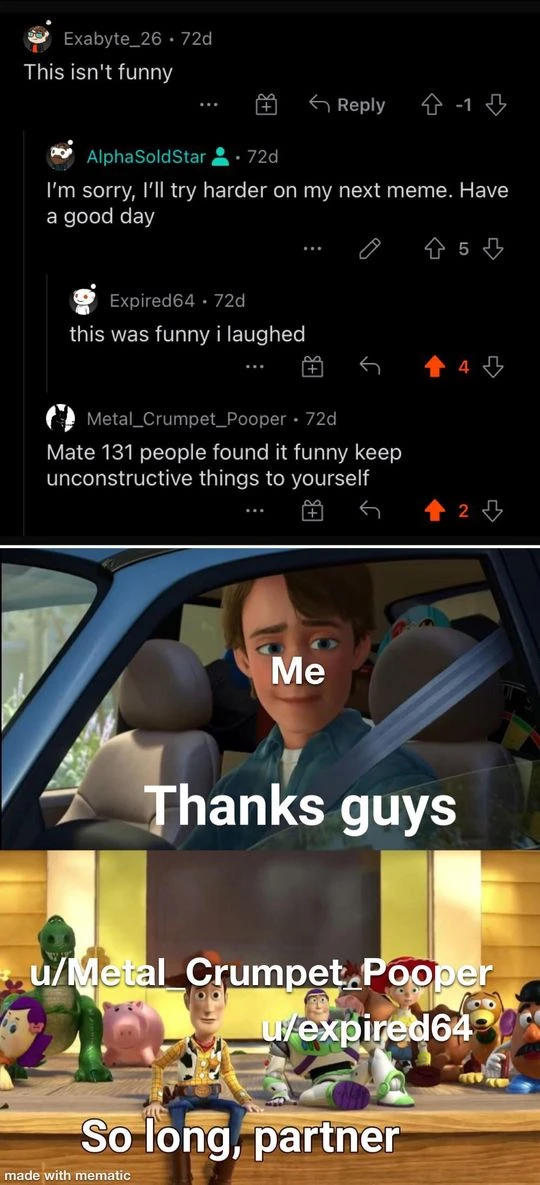 Exabyte_26 • 72d
This isn't funny
Reply -1
AlphaSoldStar • 72d
I'm sorry, I'll try harder on my next meme. Have
a good day
5
Expired64 • 72d
this was funny i laughed
4
Metal_Crumpet_Pooper • 72d
Mate 131 people found it funny keep
unconstructive things to yourself
2
Me
Thanks guys
u/Metal_Crumpet_Pooper
u/expired64
So long, partner
made with mematic